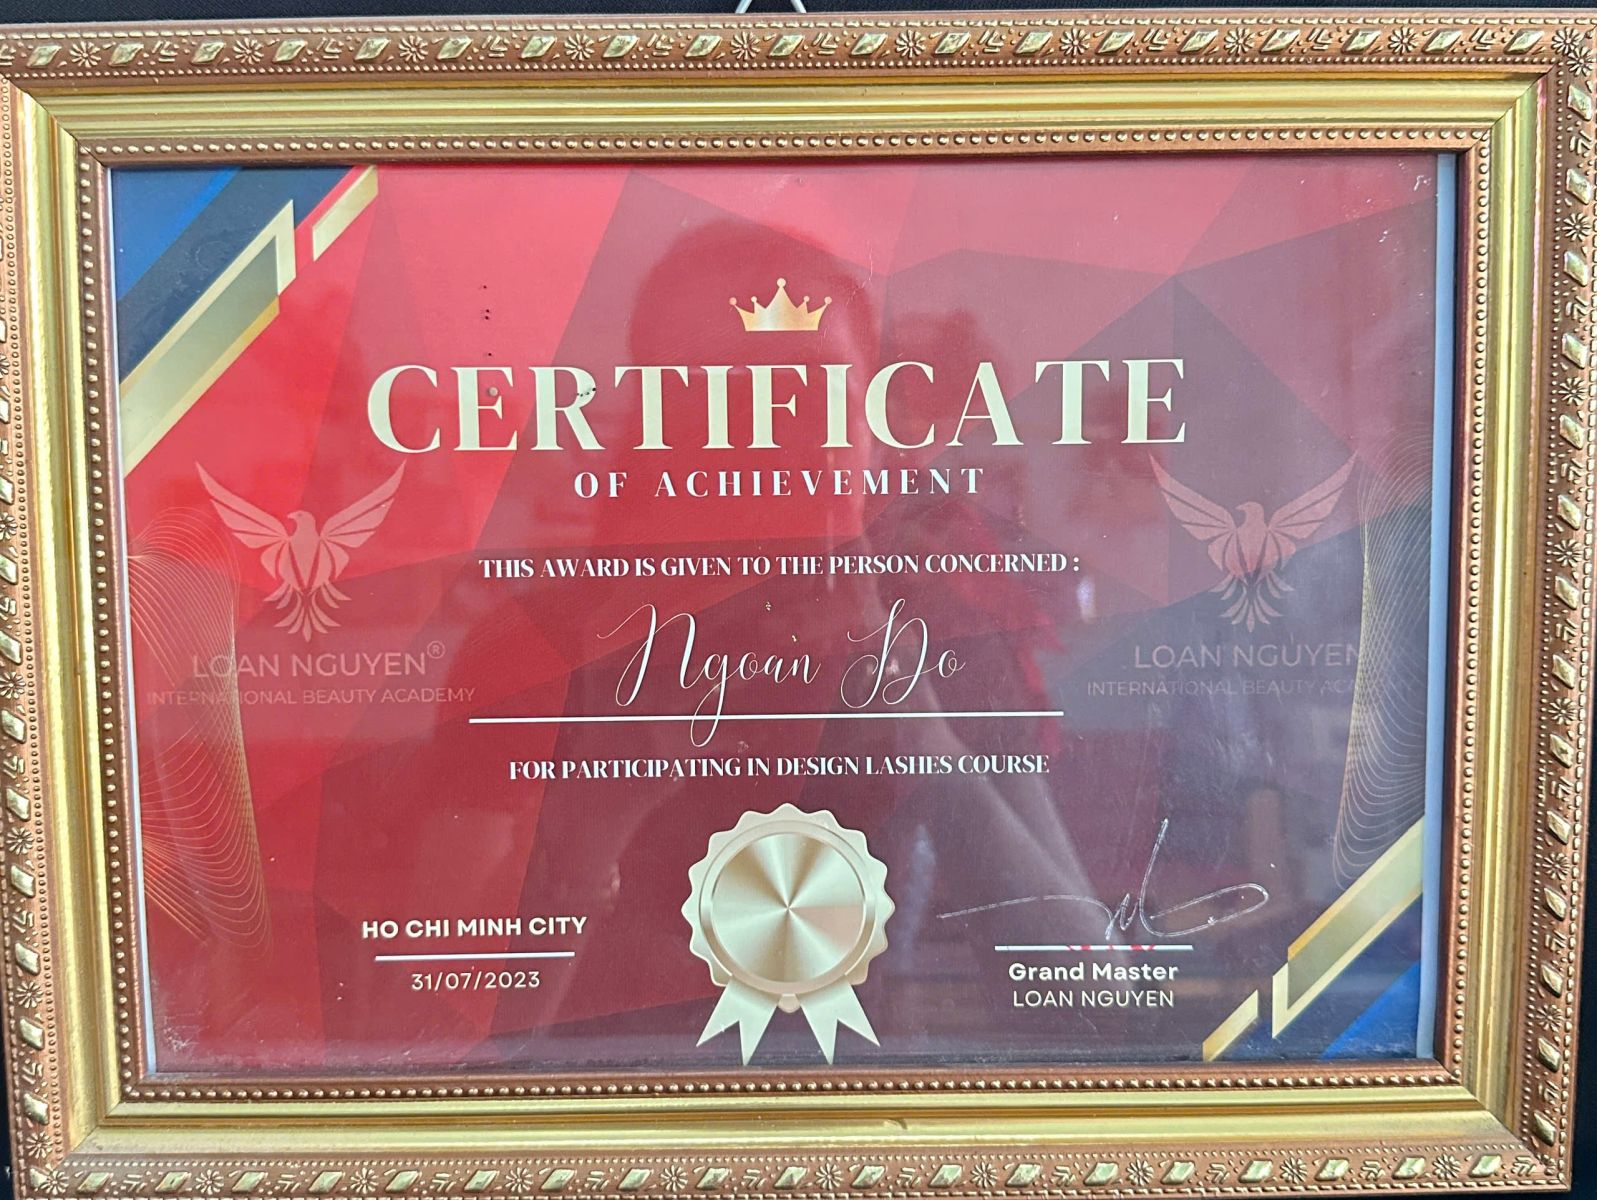 CERTIFICATE
OF ACHIEVEMENT
THIS AWARD IS GIVEN TO THE PERSON CONCERNED :
Ngoan Do
LOAN NGUYEN®
INTERNATIONAL BEAUTY ACADEMY
LOAN NGUYEN
INTERNATIONAL BEAUTY
FOR PARTICIPATING IN DESIGN LASHES COURSE
HO CHI MINH CITY
31/07/2023
Grand Master
LOAN NGUYEN